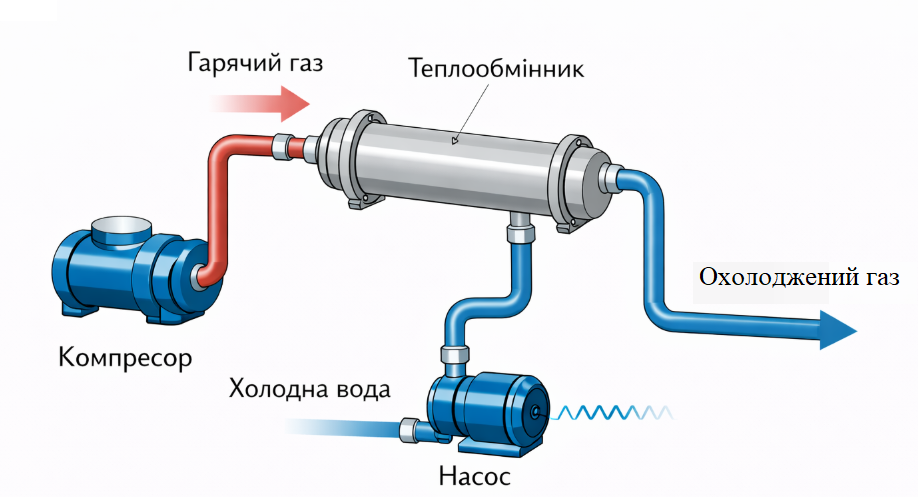 Гарячий газ
Теплообмінник
Охолоджений газ
Компресор
Холодна вода
Насос